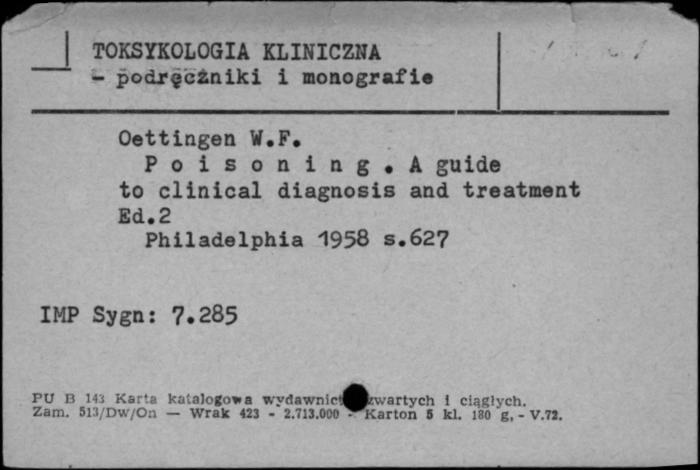 TOKSYKOLOGIA KLINICZNA
- podręczniki i monografie
Oettingen W.F.
P o i s o n i n g . A guide
to clinical diagnosis and treatment
Ed.2
Philadelphia 1958 s.627
IMP Sygn: 7.285
PU B 143 Karta katalogowa zwartych i ciągłych.
Zam. 513/Dw/On — Wrak 423 - 2.713.000 - Karton 5 kl. 180 g, - V.72.